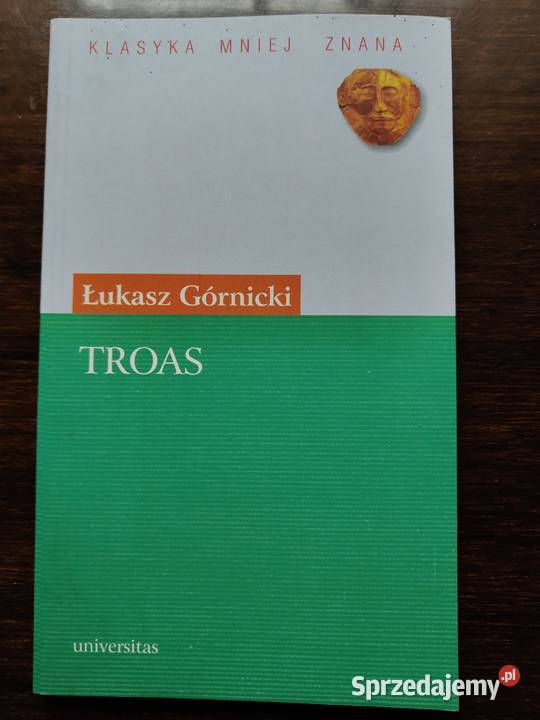 KLASYKA MNIEJ ZNANA
Łukasz Górnicki
TROAS
universitas
Sprzedajemy.pl